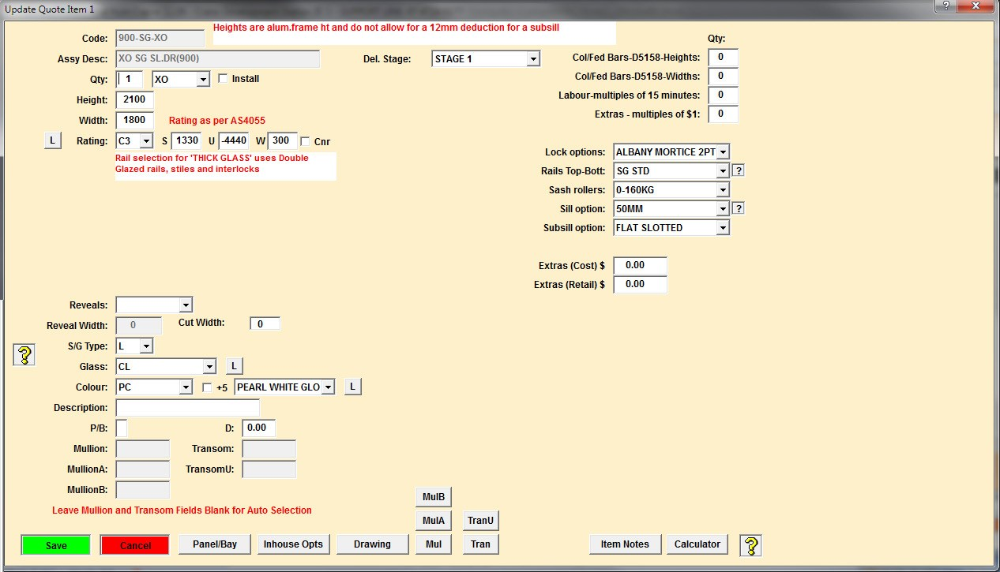 Update Quote Item 1
Code: 900-SG-XO
Heights are alum.frame ht and do not allow for a 12mm deduction for a subsill
Qty:
Assy Desc: XO SG SL.DR(900)
Del. Stage: STAGE 1
Col/Fed Bars-D5158-Heights: 0
Qty: 1 XO Install
Col/Fed Bars-D5158-Widths: 0
Height: 2100
Labour-multiples of 15 minutes: 0
Width: 1800 Rating as per AS4055
Extras - multiples of $1: 0
L Rating: C3 S 1330 U -4440 W 300 Cnr
Rail selection for 'THICK GLASS' uses Double
Glazed rails, stiles and interlocks
Lock options: ALBANY MORTICE 2PT
Rails Top-Bott: SG STD ?
Sash rollers: 0-160KG
Sill option: 50MM ?
Subsill option: FLAT SLOTTED
Extras (Cost) $ 0.00
Extras (Retail) $ 0.00
Reveals:
Reveal Width: 0 Cut Width: 0
S/G Type: L
?
Glass: CL L
Colour: PC +5 PEARL WHITE GLO L
Description:
P/B: D: 0.00
Mullion: Transom:
MullionA: TransomU:
MullionB:
Leave Mullion and Transom Fields Blank for Auto Selection
MulB
MulA TranU
Save Cancel Panel/Bay Inhouse Opts Drawing Mul Tran Item Notes Calculator ?